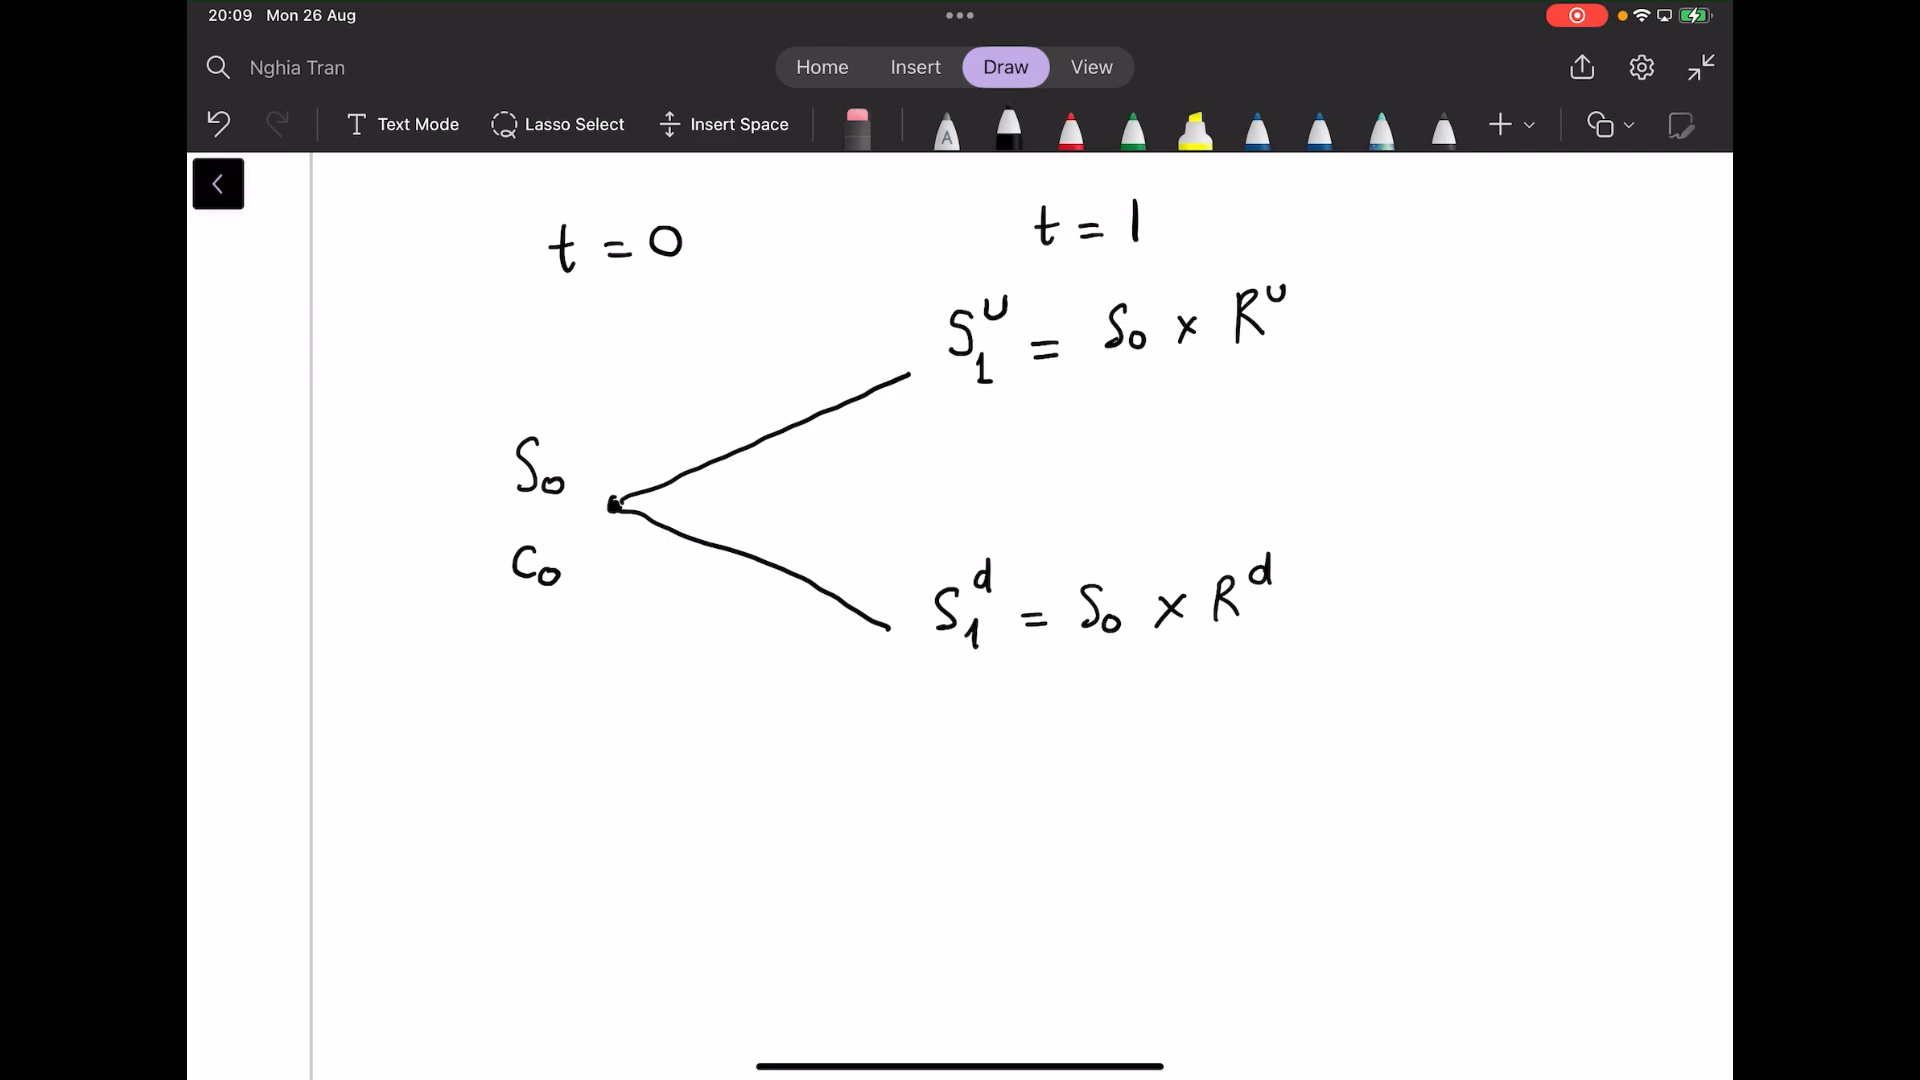 20:09 Mon 26 Aug
Nghia Tran
Home Insert Draw View
Text Mode Lasso Select Insert Space
A
t = 0
t = 1
S₁ᵁ = S₀ × Rᵁ
S₀
C₀
S₁ᵈ = S₀ × Rᵈ